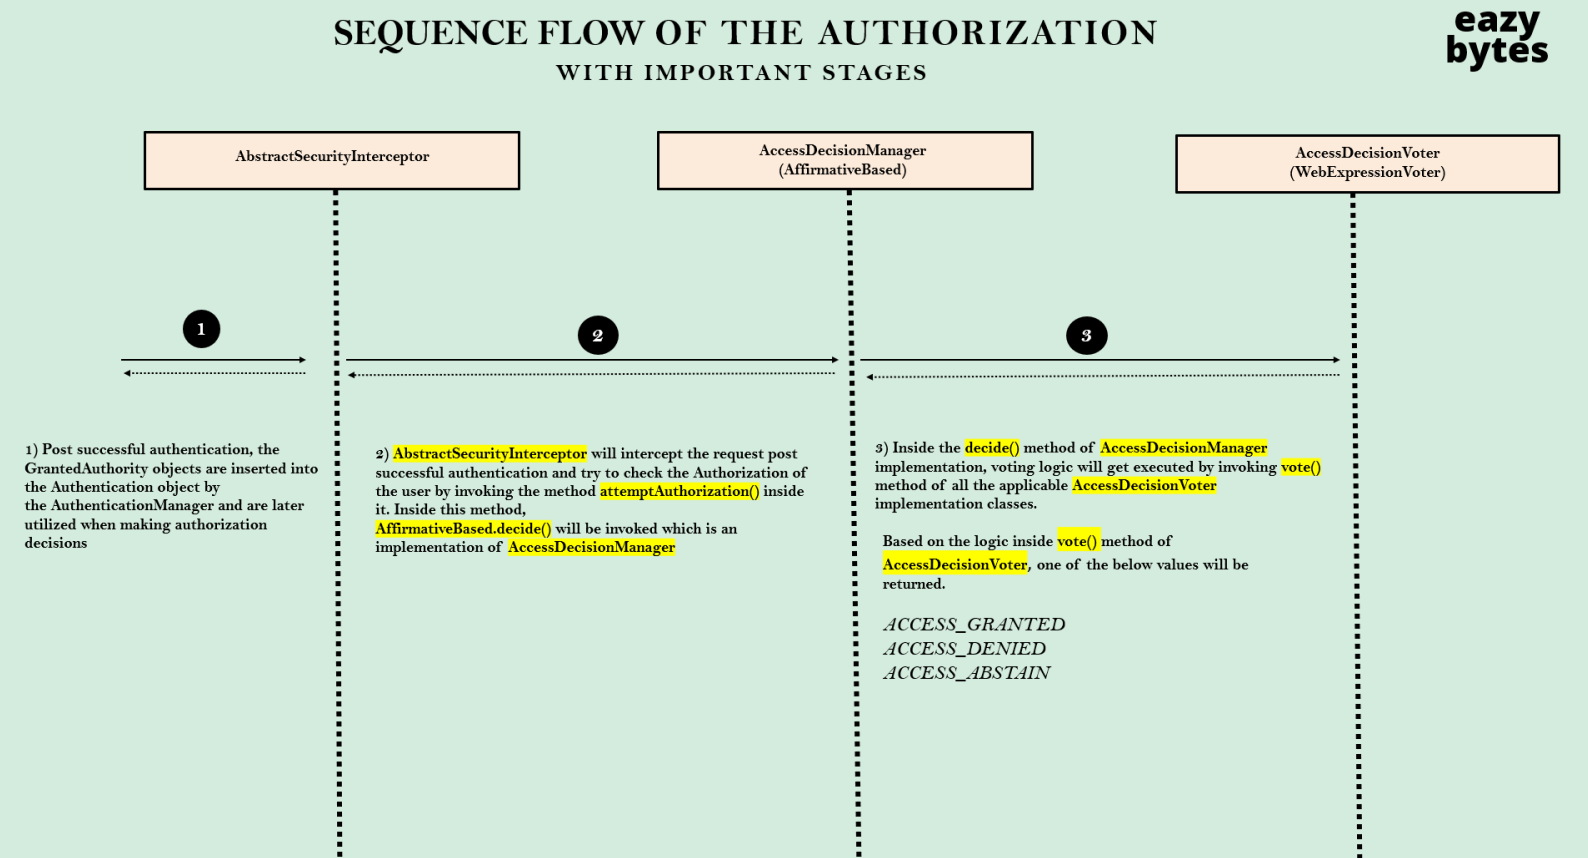 SEQUENCE FLOW OF THE AUTHORIZATION
WITH IMPORTANT STAGES
eazy
bytes
AbstractSecurityInterceptor
AccessDecisionManager
(AffirmativeBased)
AccessDecisionVoter
(WebExpressionVoter)
1
2
3
1) Post successful authentication, the
GrantedAuthority objects are inserted into
the Authentication object by
the AuthenticationManager and are later
utilized when making authorization
decisions
2) AbstractSecurityInterceptor will intercept the request post
successful authentication and try to check the Authorization of
the user by invoking the method attemptAuthorization() inside
it. Inside this method,
AffirmativeBased.decide() will be invoked which is an
implementation of AccessDecisionManager
3) Inside the decide() method of AccessDecisionManager
implementation, voting logic will get executed by invoking vote()
method of all the applicable AccessDecisionVoter
implementation classes.
Based on the logic inside vote() method of
AccessDecisionVoter, one of the below values will be
returned.
ACCESS_GRANTED
ACCESS_DENIED
ACCESS_ABSTAIN